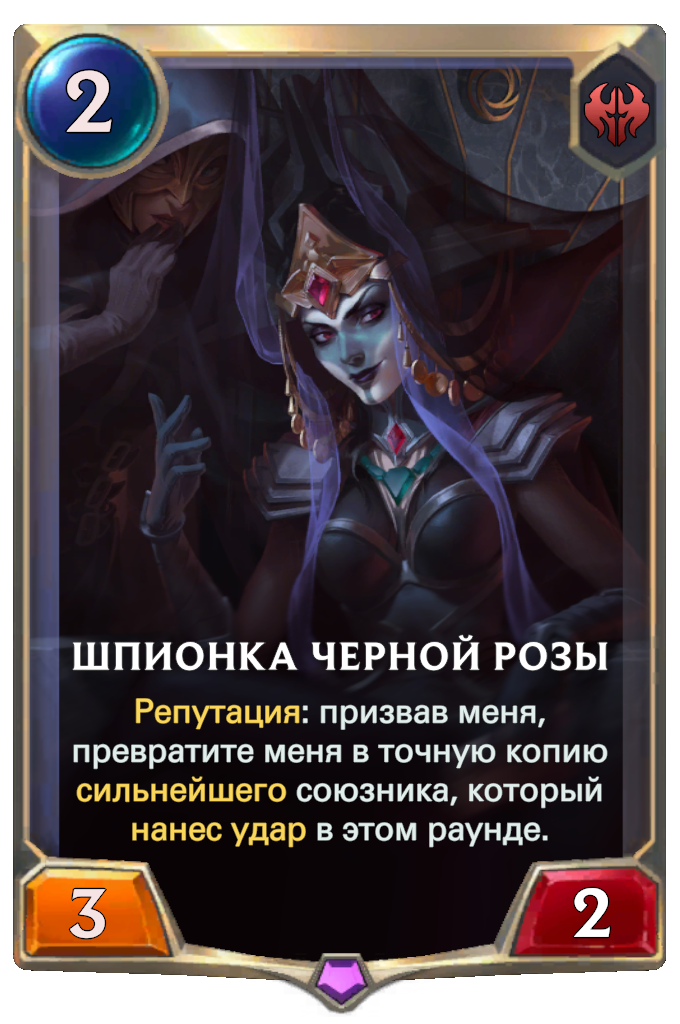 2
ШПИОНКА ЧЕРНОЙ РОЗЫ
Репутация: призвав меня,
превратите меня в точную копию
сильнейшего союзника, который
нанес удар в этом раунде.
3
2